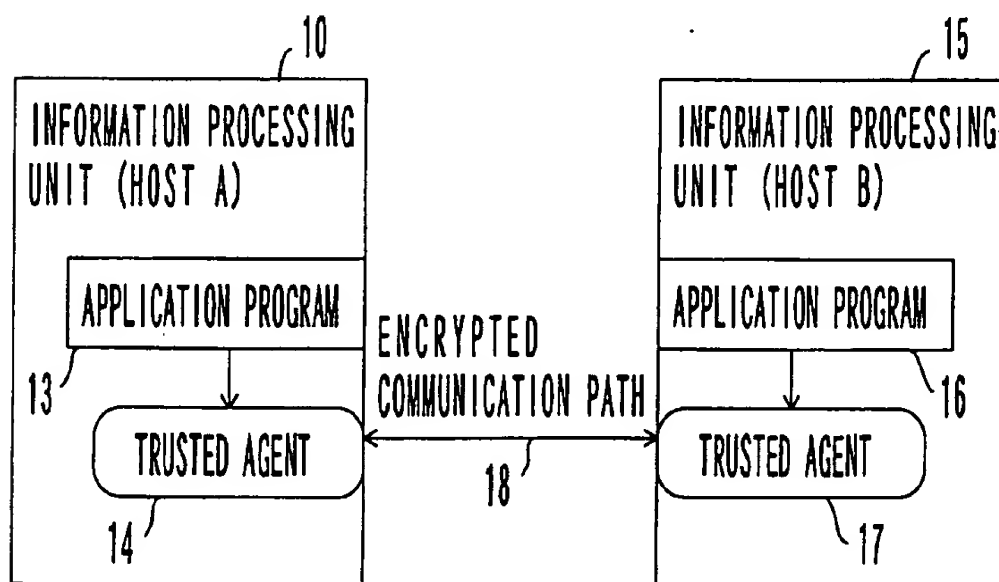 10
15
INFORMATION PROCESSING
UNIT (HOST A)
INFORMATION PROCESSING
UNIT (HOST B)
APPLICATION PROGRAM
APPLICATION PROGRAM
13
ENCRYPTED
COMMUNICATION PATH
16
TRUSTED AGENT
TRUSTED AGENT
18
14
17